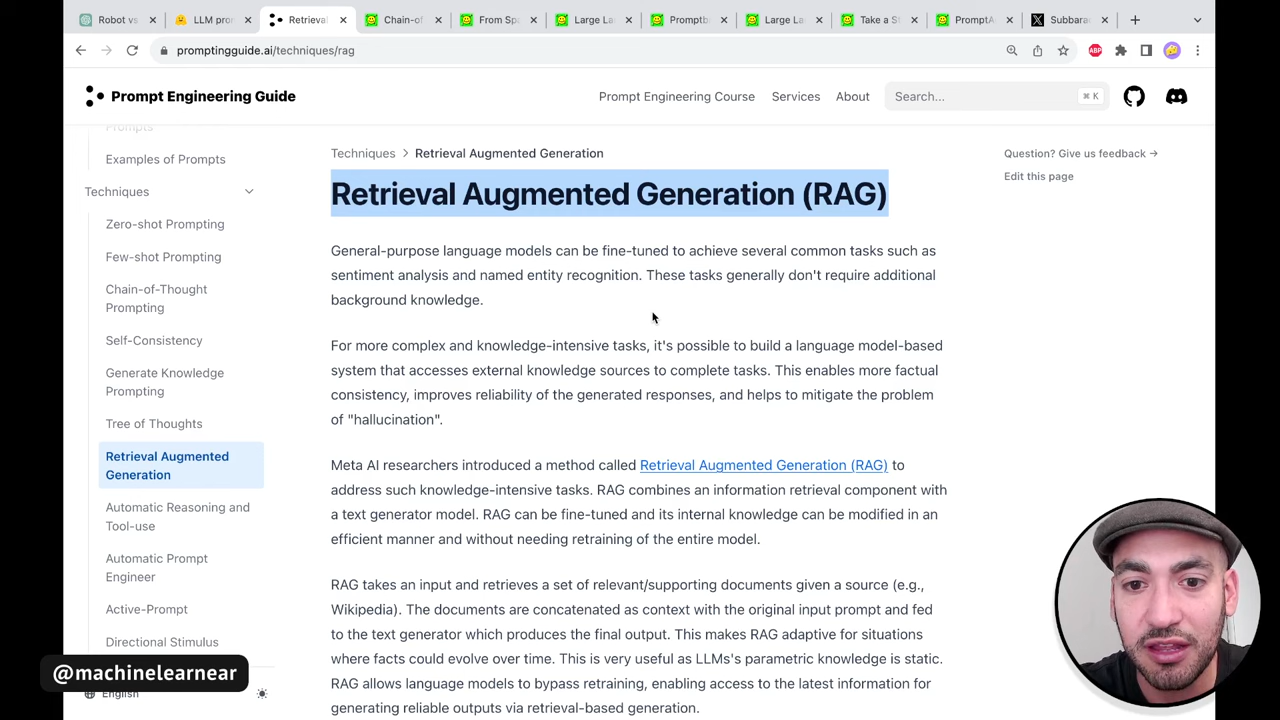 Robot vs
LLM pro
Retrieval
Chain-of
From Sp
Large La
Promptb
Large La
Take a S
PromptA
Subbara
promptingguide.ai/techniques/rag
ABP
Prompt Engineering Guide
Prompt Engineering Course
Services
About
Search...
⌘ K
Prompts
Examples of Prompts
Techniques
Zero-shot Prompting
Few-shot Prompting
Chain-of-Thought
Prompting
Self-Consistency
Generate Knowledge
Prompting
Tree of Thoughts
Retrieval Augmented
Generation
Automatic Reasoning and
Tool-use
Automatic Prompt
Engineer
Active-Prompt
Directional Stimulus
English
Techniques > Retrieval Augmented Generation
Retrieval Augmented Generation (RAG)
General-purpose language models can be fine-tuned to achieve several common tasks such as
sentiment analysis and named entity recognition. These tasks generally don't require additional
background knowledge.
For more complex and knowledge-intensive tasks, it's possible to build a language model-based
system that accesses external knowledge sources to complete tasks. This enables more factual
consistency, improves reliability of the generated responses, and helps to mitigate the problem
of "hallucination".
Meta AI researchers introduced a method called Retrieval Augmented Generation (RAG) to
address such knowledge-intensive tasks. RAG combines an information retrieval component with
a text generator model. RAG can be fine-tuned and its internal knowledge can be modified in an
efficient manner and without needing retraining of the entire model.
RAG takes an input and retrieves a set of relevant/supporting documents given a source (e.g.,
Wikipedia). The documents are concatenated as context with the original input prompt and fed
to the text generator which produces the final output. This makes RAG adaptive for situations
where facts could evolve over time. This is very useful as LLMs's parametric knowledge is static.
RAG allows language models to bypass retraining, enabling access to the latest information for
generating reliable outputs via retrieval-based generation.
Question? Give us feedback →
Edit this page
@machinelearnear